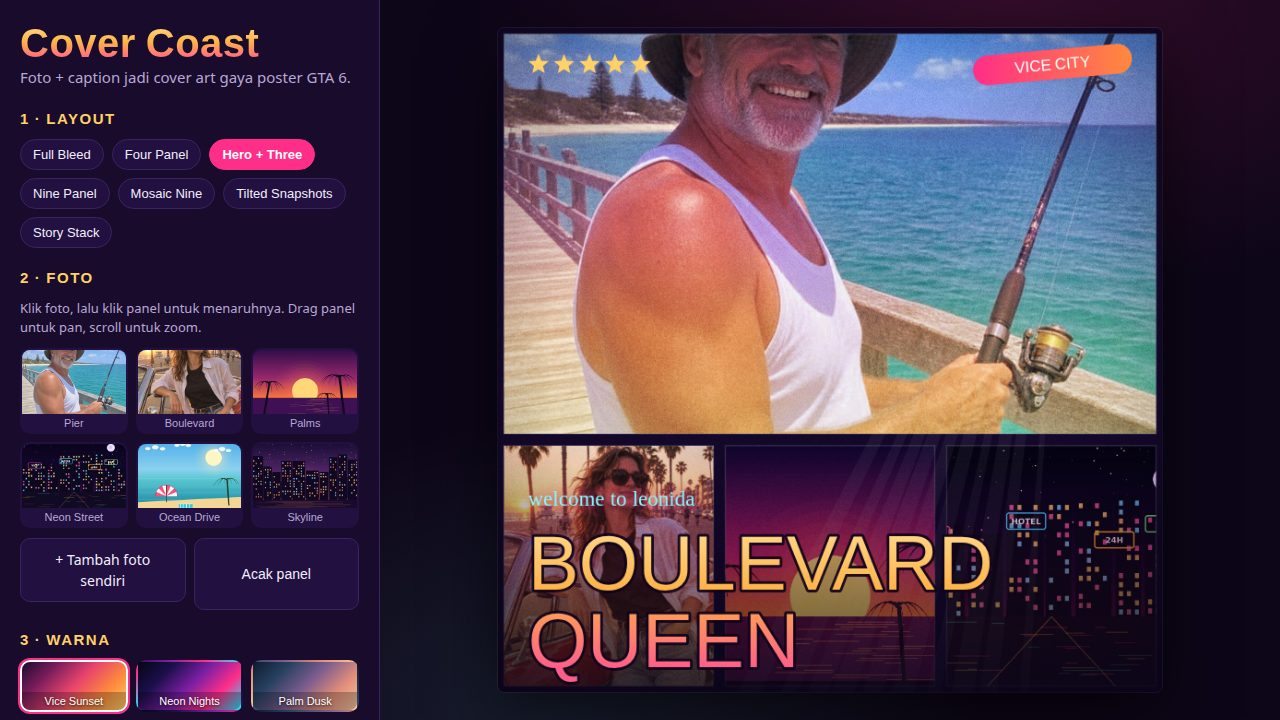 Cover Coast
Foto + caption jadi cover art gaya poster GTA 6.
1 · LAYOUT
Full Bleed
Four Panel
Hero + Three
Nine Panel
Mosaic Nine
Tilted Snapshots
Story Stack
2 · FOTO
Klik foto, lalu klik panel untuk menaruhnya. Drag panel
untuk pan, scroll untuk zoom.
Pier
Boulevard
Palms
Neon Street
Ocean Drive
Skyline
+ Tambah foto
sendiri
Acak panel
3 · WARNA
Vice Sunset
Neon Nights
Palm Dusk
VICE CITY
welcome to leonida
BOULEVARD
QUEEN
HOTEL
24H